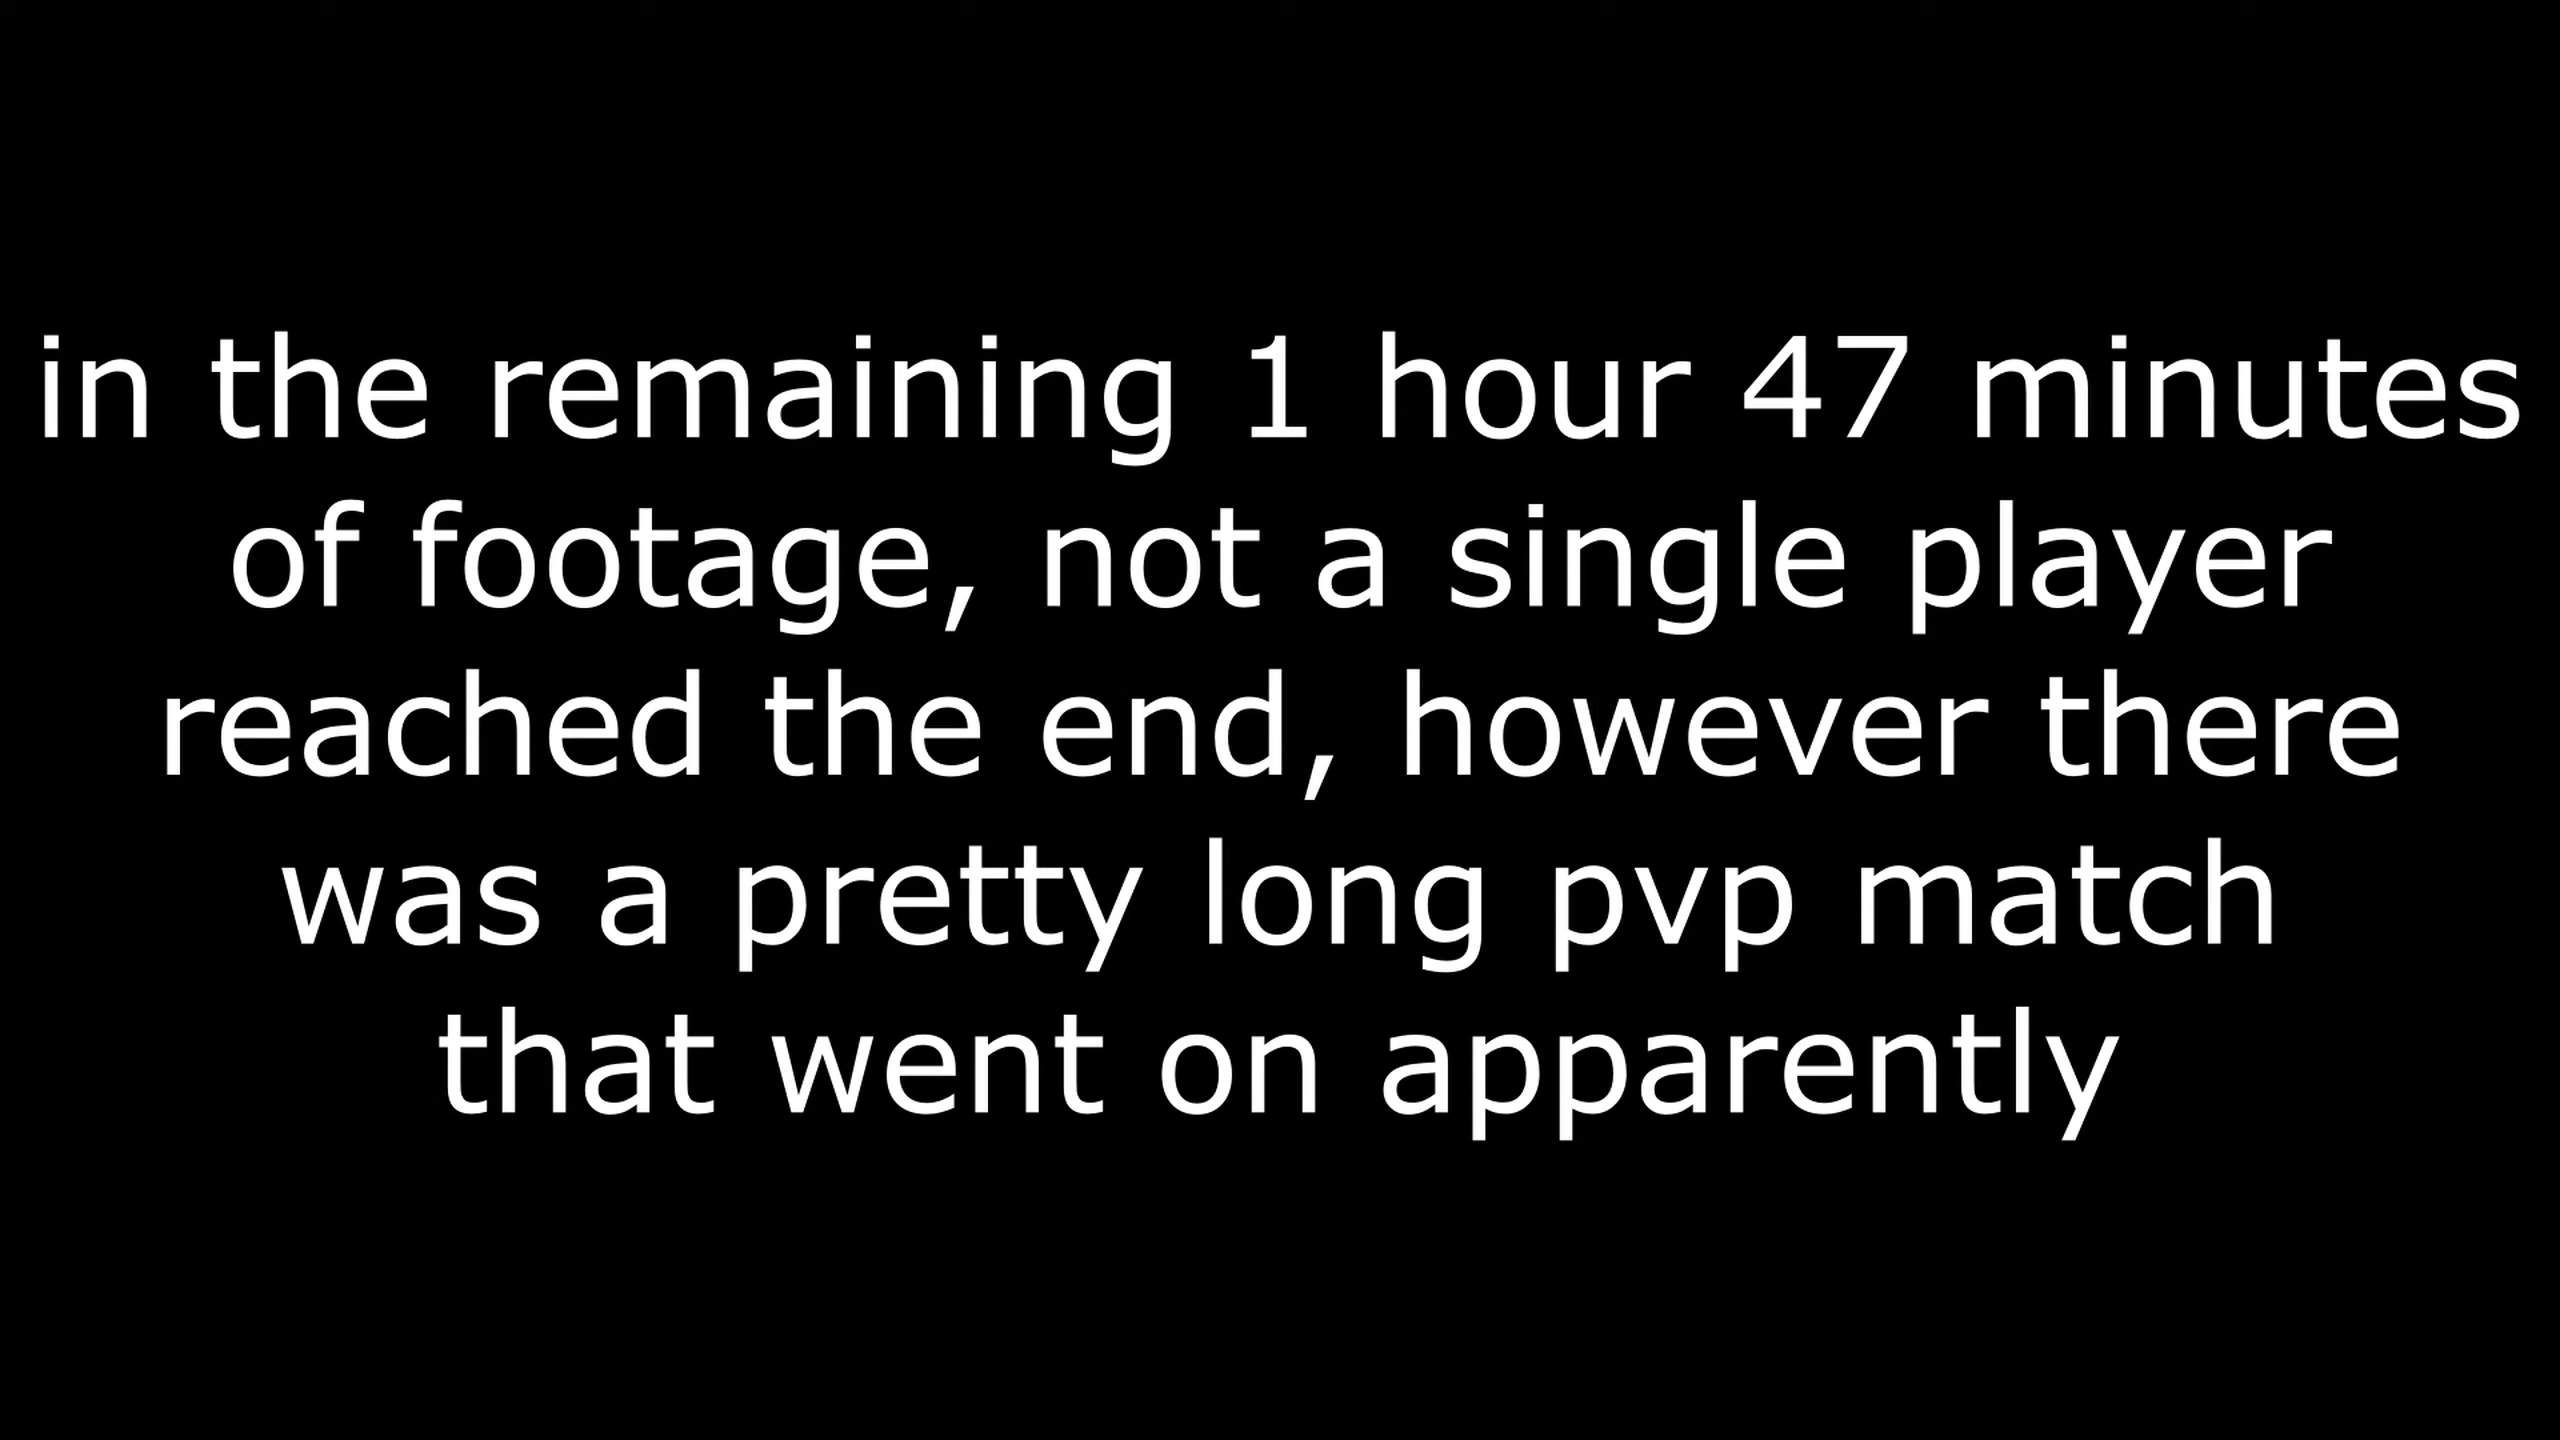 in the remaining 1 hour 47 minutes
of footage, not a single player
reached the end, however there
was a pretty long pvp match
that went on apparently